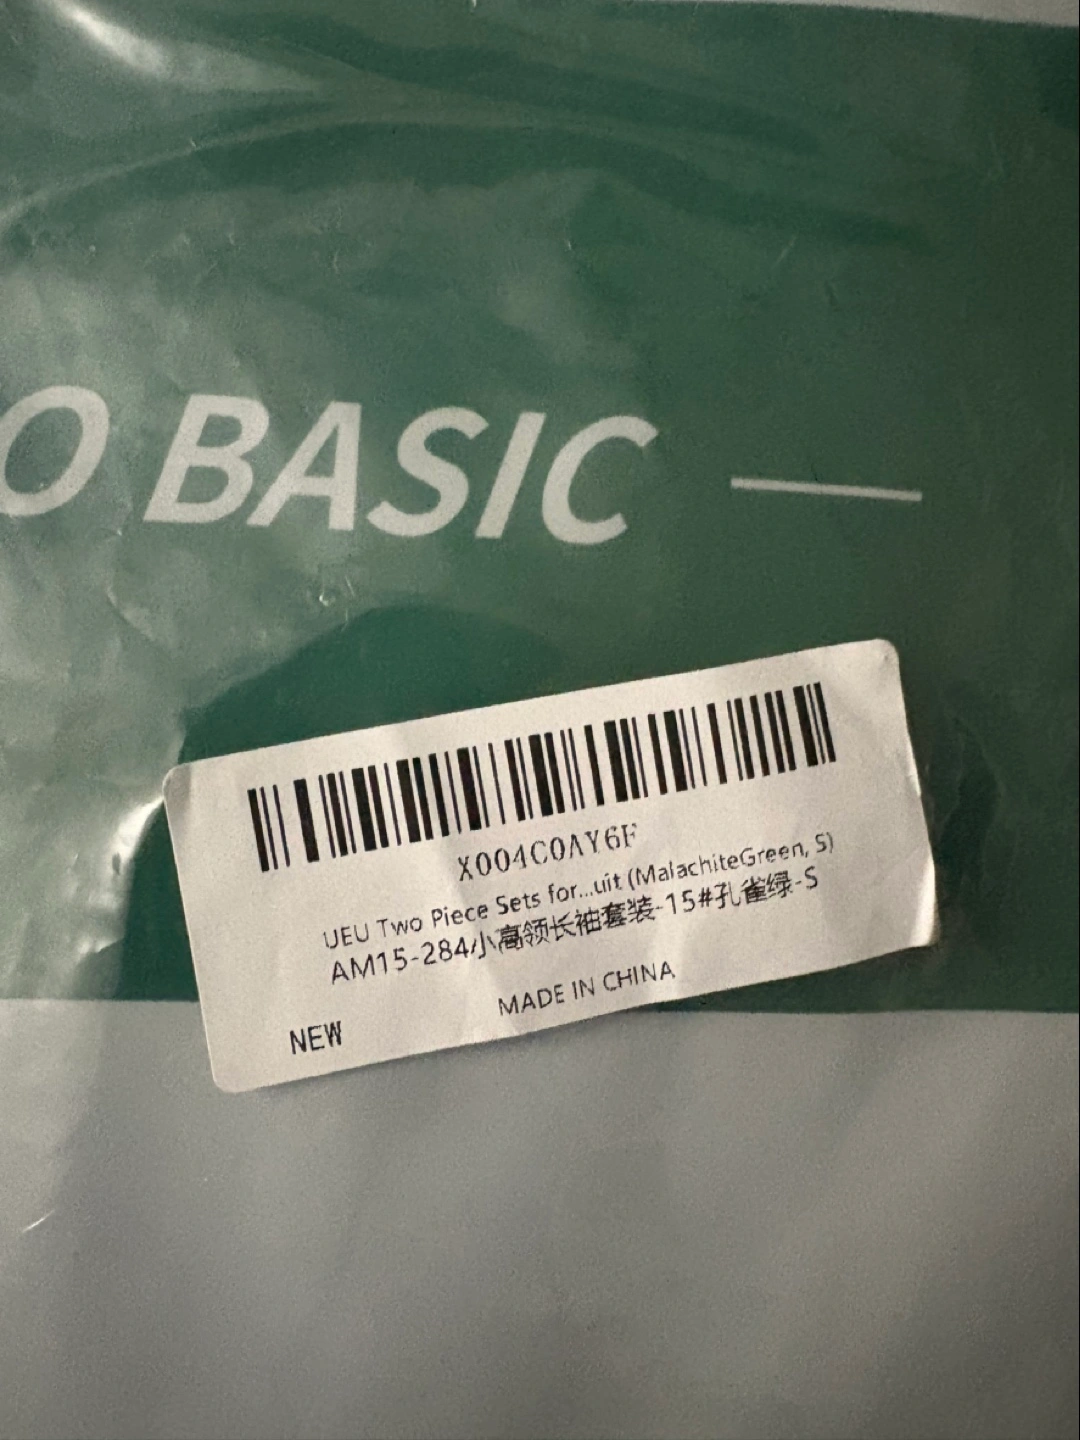 O BASIC —
X004C0AY6F
UEU Two Piece Sets for...uit (MalachiteGreen, S)
AM15-284小高领长袖套装-15#孔雀绿-S
MADE IN CHINA
NEW